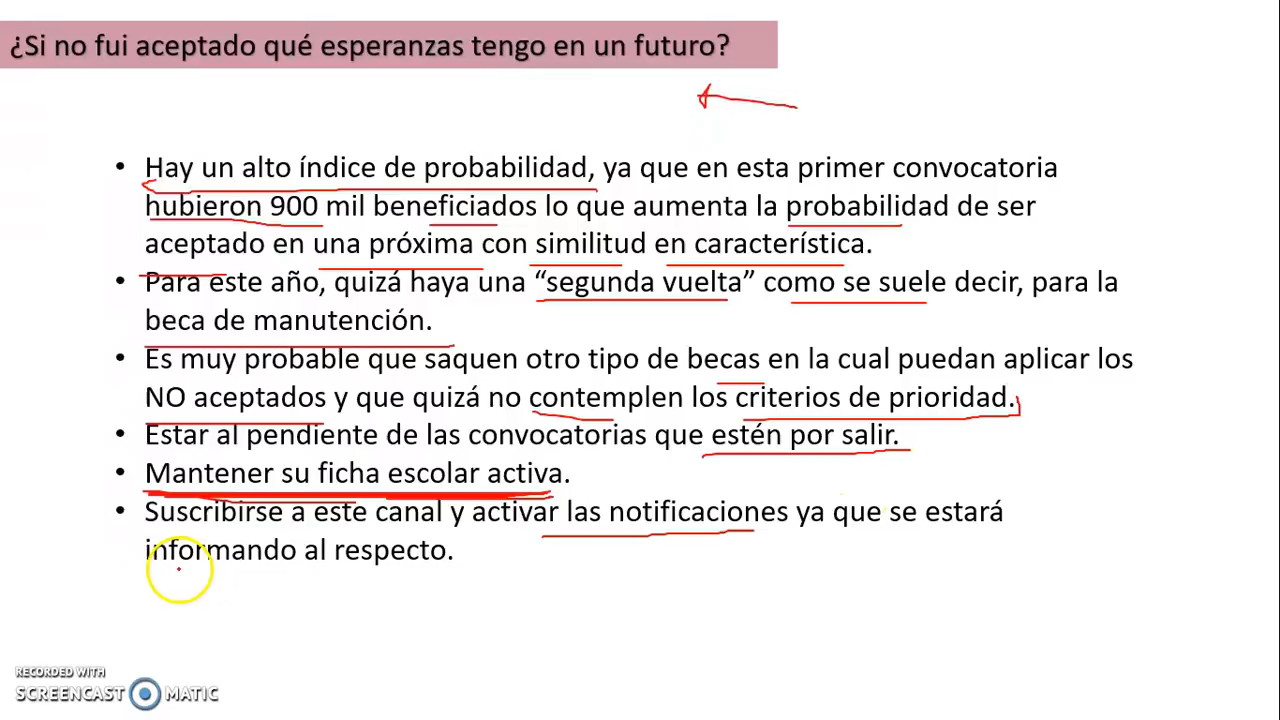 ¿Si no fui aceptado qué esperanzas tengo en un futuro?
• Hay un alto índice de probabilidad, ya que en esta primer convocatoria
hubieron 900 mil beneficiados lo que aumenta la probabilidad de ser
aceptado en una próxima con similitud en característica.
• Para este año, quizá haya una “segunda vuelta” como se suele decir, para la
beca de manutención.
• Es muy probable que saquen otro tipo de becas en la cual puedan aplicar los
NO aceptados y que quizá no contemplen los criterios de prioridad.
• Estar al pendiente de las convocatorias que estén por salir.
• Mantener su ficha escolar activa.
• Suscribirse a este canal y activar las notificaciones ya que se estará
informando al respecto.
RECORDED WITH
SCREENCAST MATIC